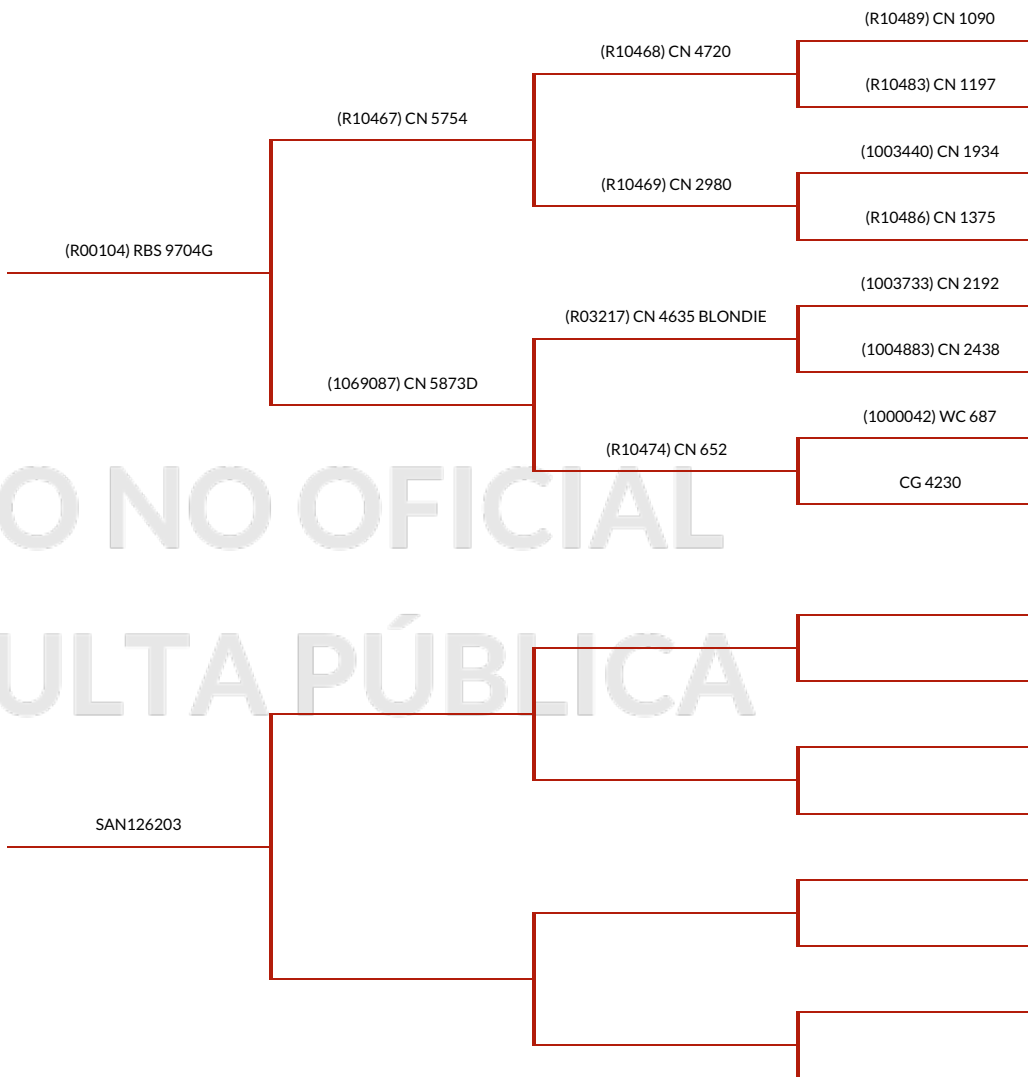 (R10489) CN 1090
(R10468) CN 4720
(R10483) CN 1197
(R10467) CN 5754
(1003440) CN 1934
(R10469) CN 2980
(R10486) CN 1375
(R00104) RBS 9704G
(1003733) CN 2192
(R03217) CN 4635 BLONDIE
(1004883) CN 2438
(1069087) CN 5873D
(1000042) WC 687
(R10474) CN 652
CG 4230
O NO OFICIAL
ULTA PÚBLICA
SAN126203